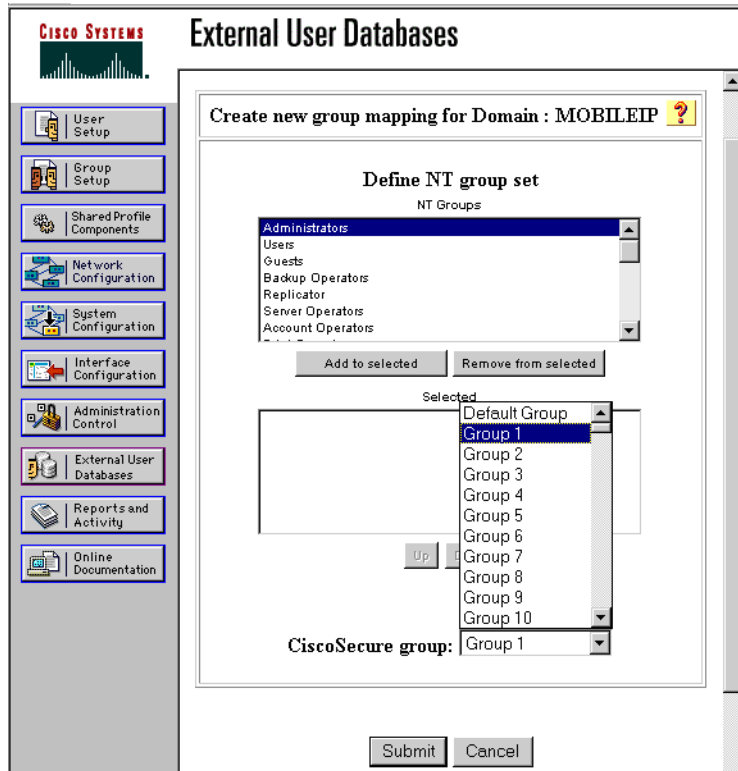 CISCO SYSTEMS
External User Databases
User
Setup
Group
Setup
Shared Profile
Components
Network
Configuration
System
Configuration
Interface
Configuration
Administration
Control
External User
Databases
Reports and
Activity
Online
Documentation
Create new group mapping for Domain : MOBILEIP
?
Define NT group set
NT Groups
Administrators
Users
Guests
Backup Operators
Replicator
Server Operators
Account Operators
Add to selected
Remove from selected
Selected
Default Group
Group 1
Group 2
Group 3
Group 4
Group 5
Group 6
Group 7
Group 8
Group 9
Group 10
Up
CiscoSecure group: Group 1
Submit
Cancel